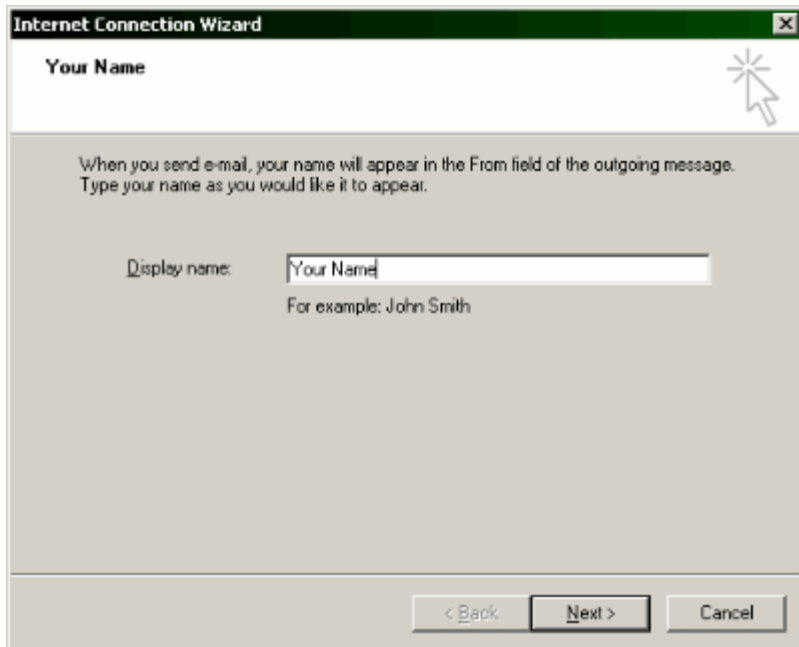 Internet Connection Wizard
Your Name
When you send e-mail, your name will appear in the From field of the outgoing message.
Type your name as you would like it to appear.
Display name: Your Name
For example: John Smith
< Back Next > Cancel